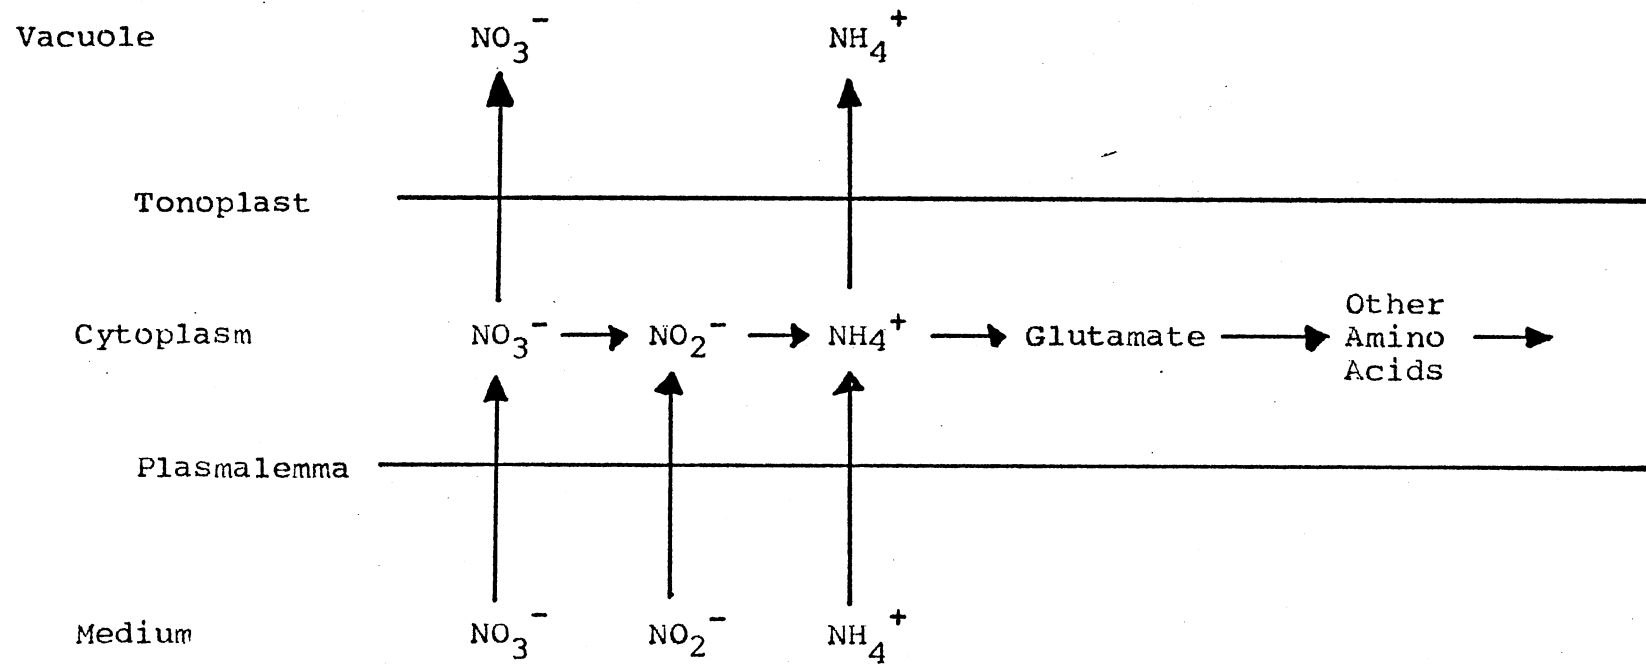 Vacuole NO3- NH4+
Tonoplast
Cytoplasm NO3- NO2- NH4+ Glutamate Other Amino Acids
Plasmalemma
Medium NO3- NO2- NH4+